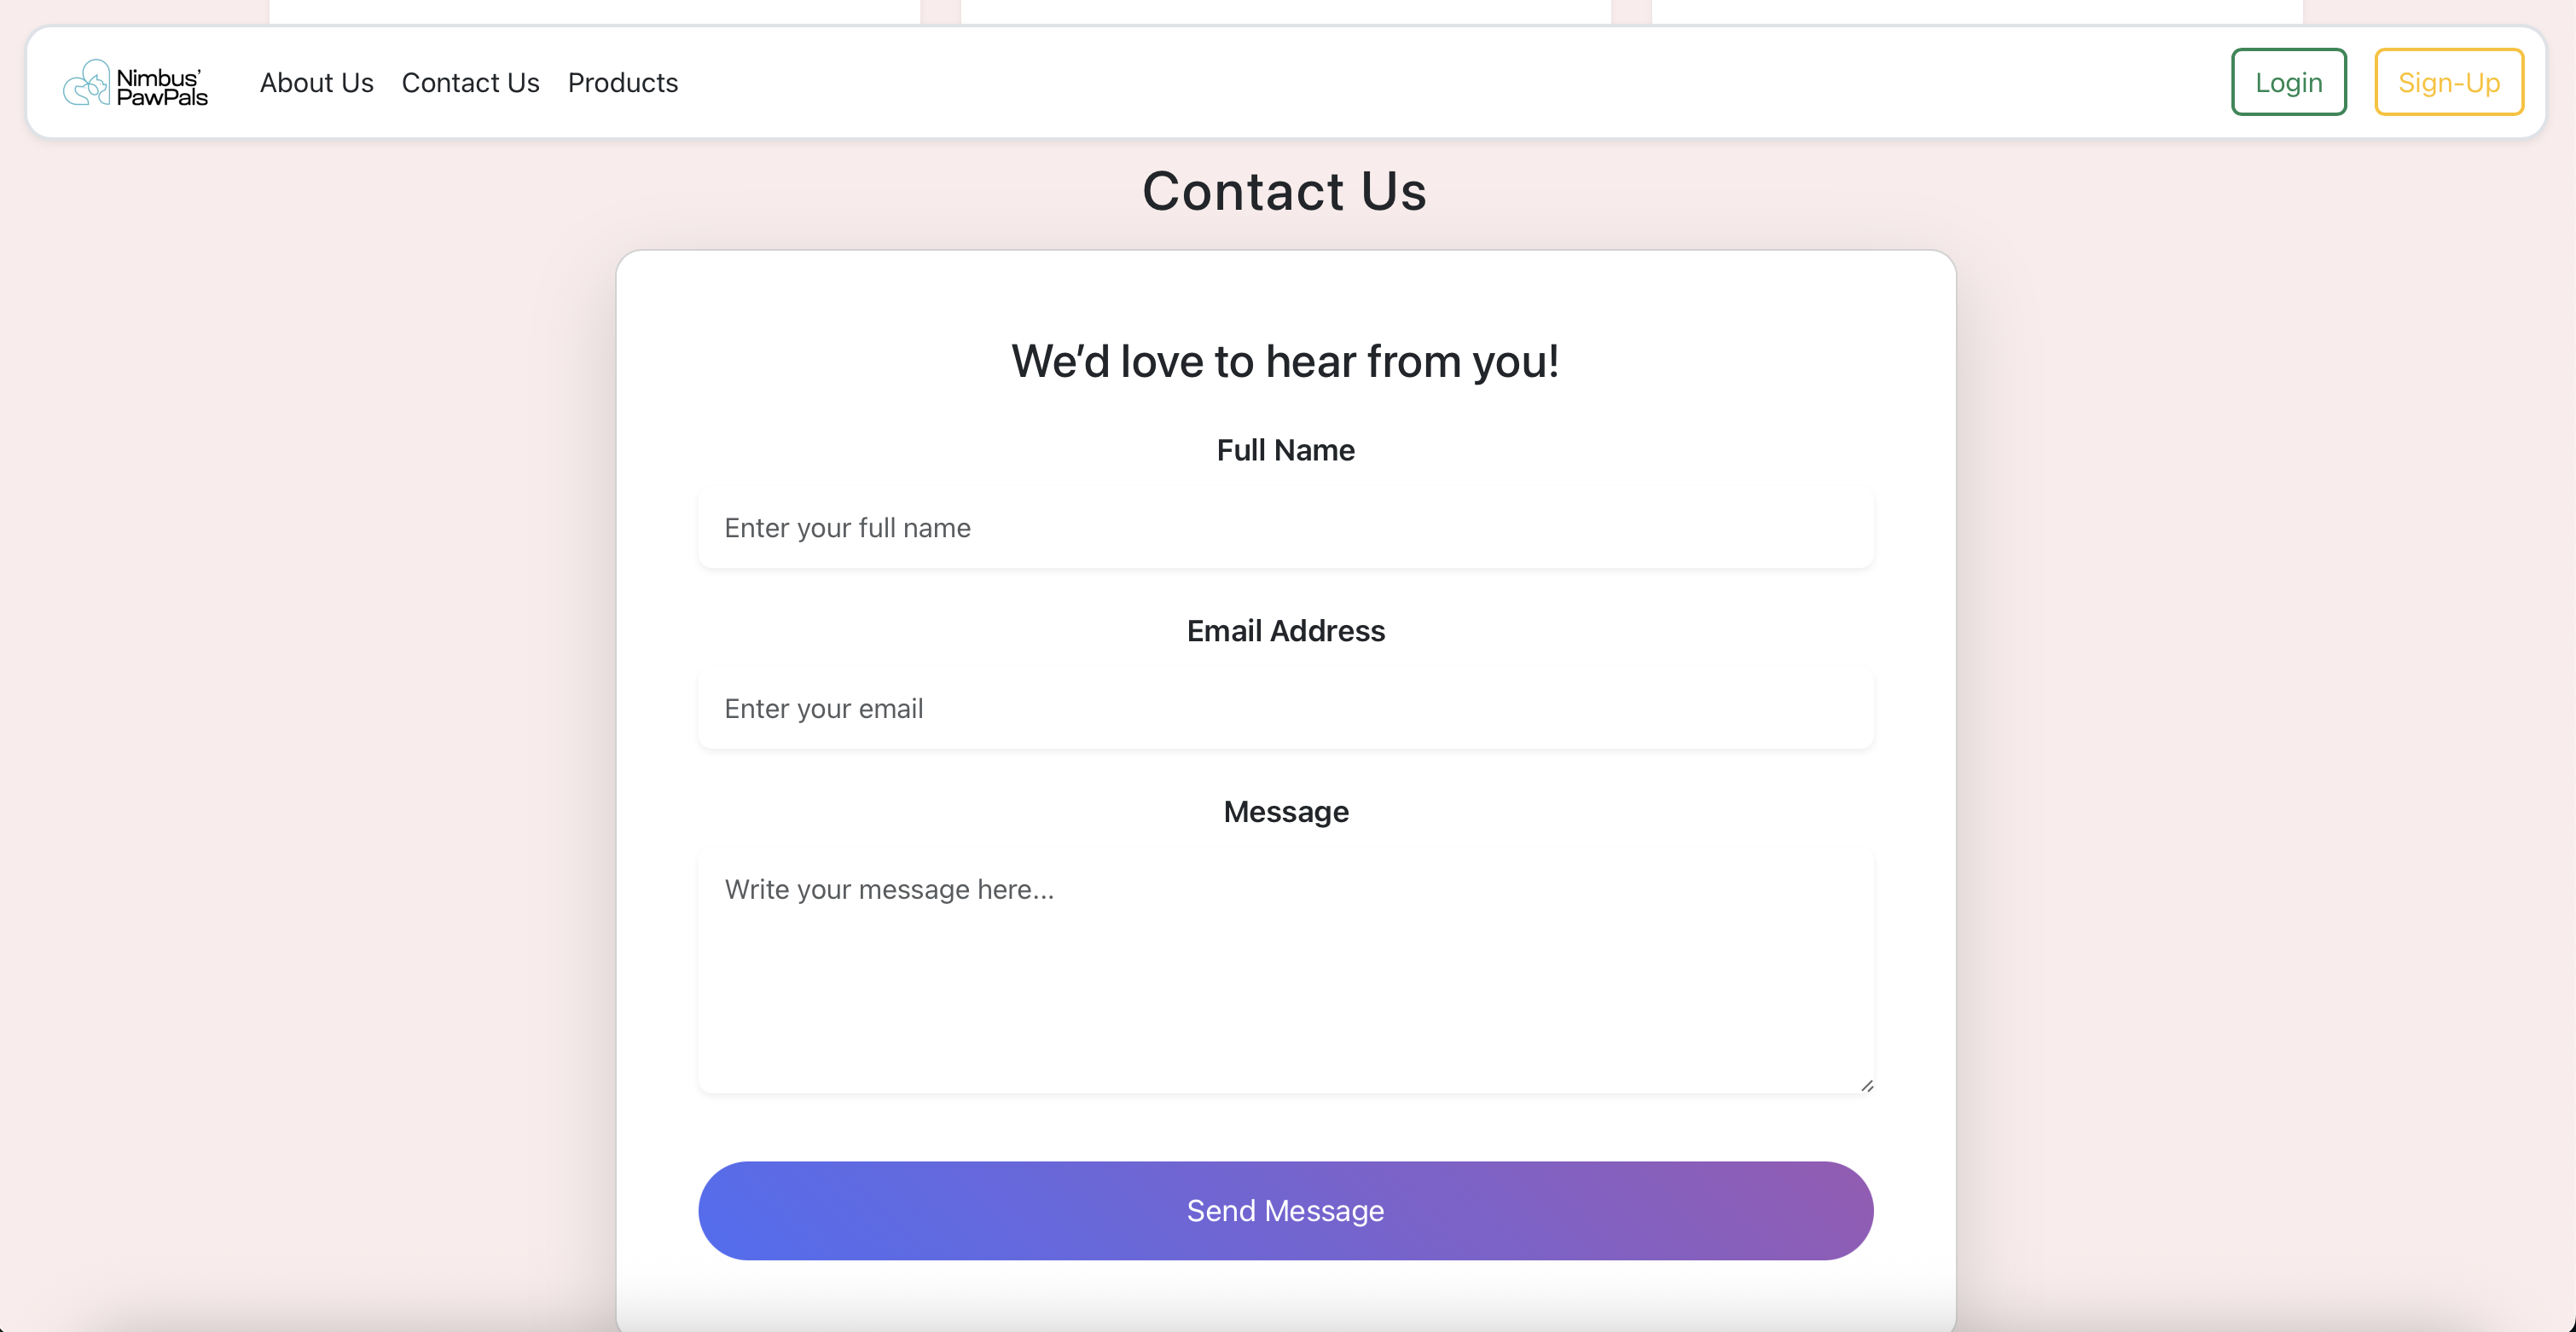 Nimbus'
PawPals
About Us
Contact Us
Products
Login
Sign-Up
Contact Us
We’d love to hear from you!
Full Name
Enter your full name
Email Address
Enter your email
Message
Write your message here...
Send Message